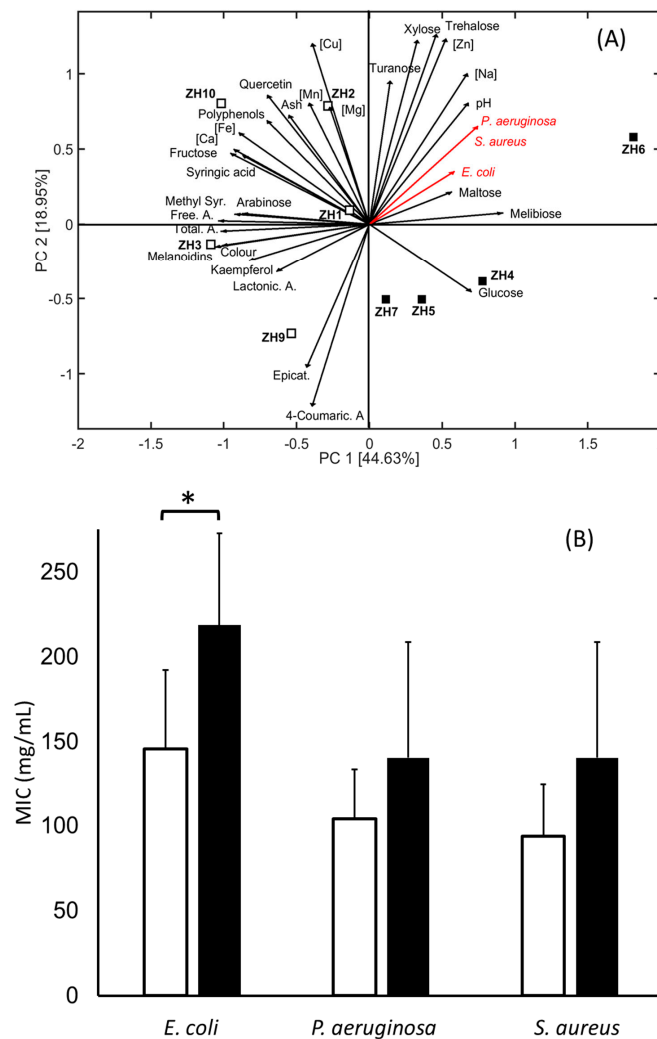 (A)
[Cu]
Xylose
Trehalose
[Zn]
Turanose
[Na]
Quercetin
ZH10
[Mn]
ZH2
Ash
[Mg]
pH
Polyphenols
[Fe]
P. aeruginosa
[Ca]
S. aureus
ZH6
Fructose
Syringic acid
E. coli
Methyl Syr.
Arabinose
Maltose
Free. A.
ZH1
Melibiose
Total. A.
ZH3
Colour
Melanoidins
Kaempferol
Lactonic. A.
ZH4
Glucose
ZH7
ZH5
ZH9
Epicat.
4-Coumaric. A
1
0.5
0
-0.5
-1
PC 2 [18.95%]
-2 -1.5 -1 -0.5 0 0.5 1 1.5
PC 1 [44.63%]
*
(B)
250
200
150
100
50
0
MIC (mg/mL)
E. coli P. aeruginosa S. aureus